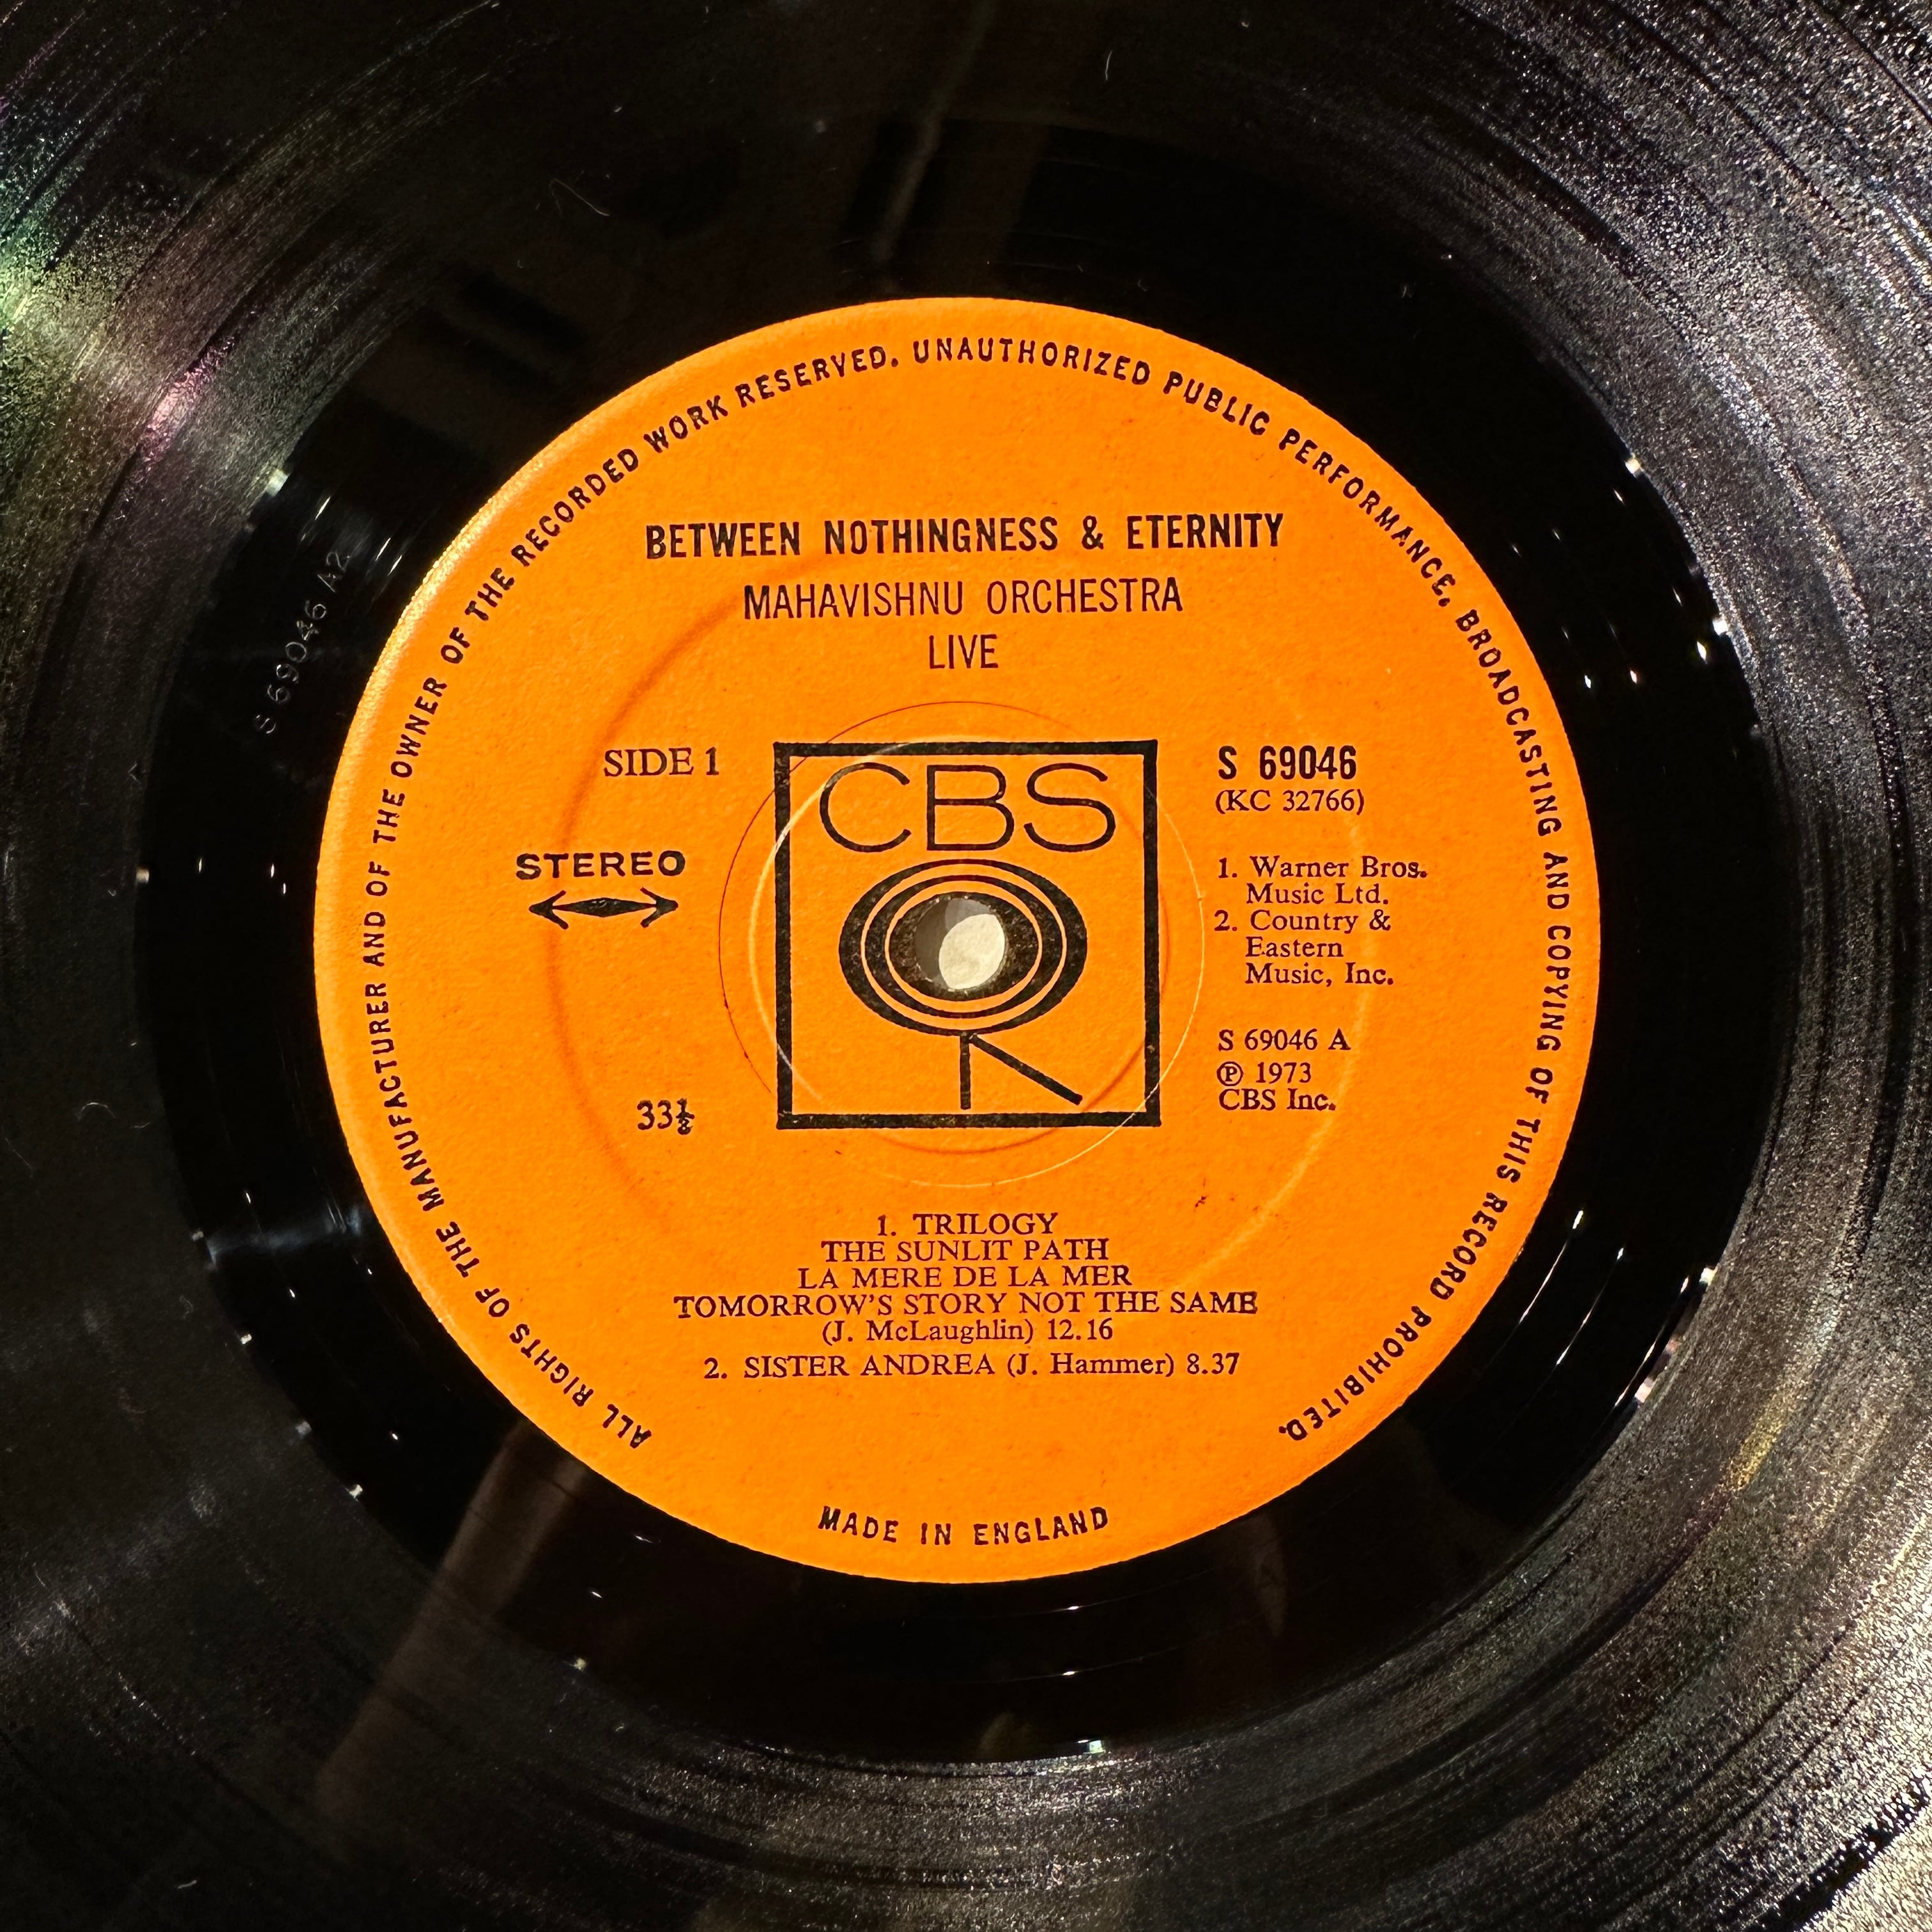 ALL RIGHTS OF THE MANUFACTURER AND OF THE OWNER OF THE RECORDED WORK RESERVED. UNAUTHORIZED PUBLIC PERFORMANCE, BROADCASTING AND COPYING OF THIS RECORD PROHIBITED.
BETWEEN NOTHINGNESS & ETERNITY
MAHAVISHNU ORCHESTRA
LIVE
S 69046 A2
SIDE 1
STEREO
33⅓
CBS
S 69046
(KC 32766)
1. Warner Bros.
Music Ltd.
2. Country &
Eastern
Music, Inc.
S 69046 A
Ⓟ 1973
CBS Inc.
1. TRILOGY
THE SUNLIT PATH
LA MERE DE LA MER
TOMORROW'S STORY NOT THE SAME
(J. McLaughlin) 12.16
2. SISTER ANDREA (J. Hammer) 8.37
MADE IN ENGLAND